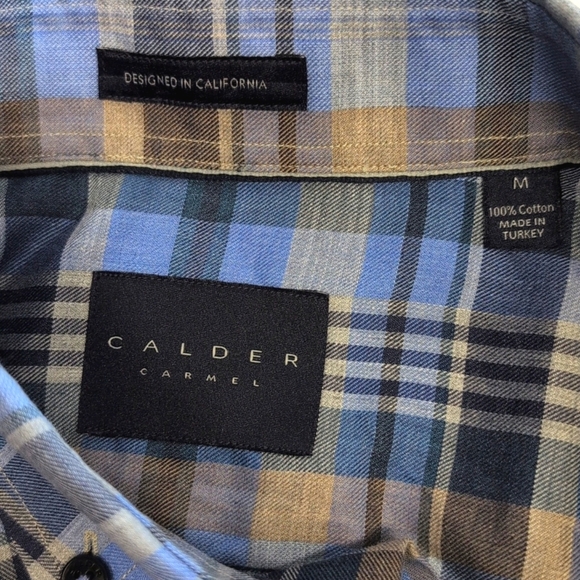 DESIGNED IN CALIFORNIA
M
100% Cotton
MADE IN
TURKEY
CALDER
CARMEL